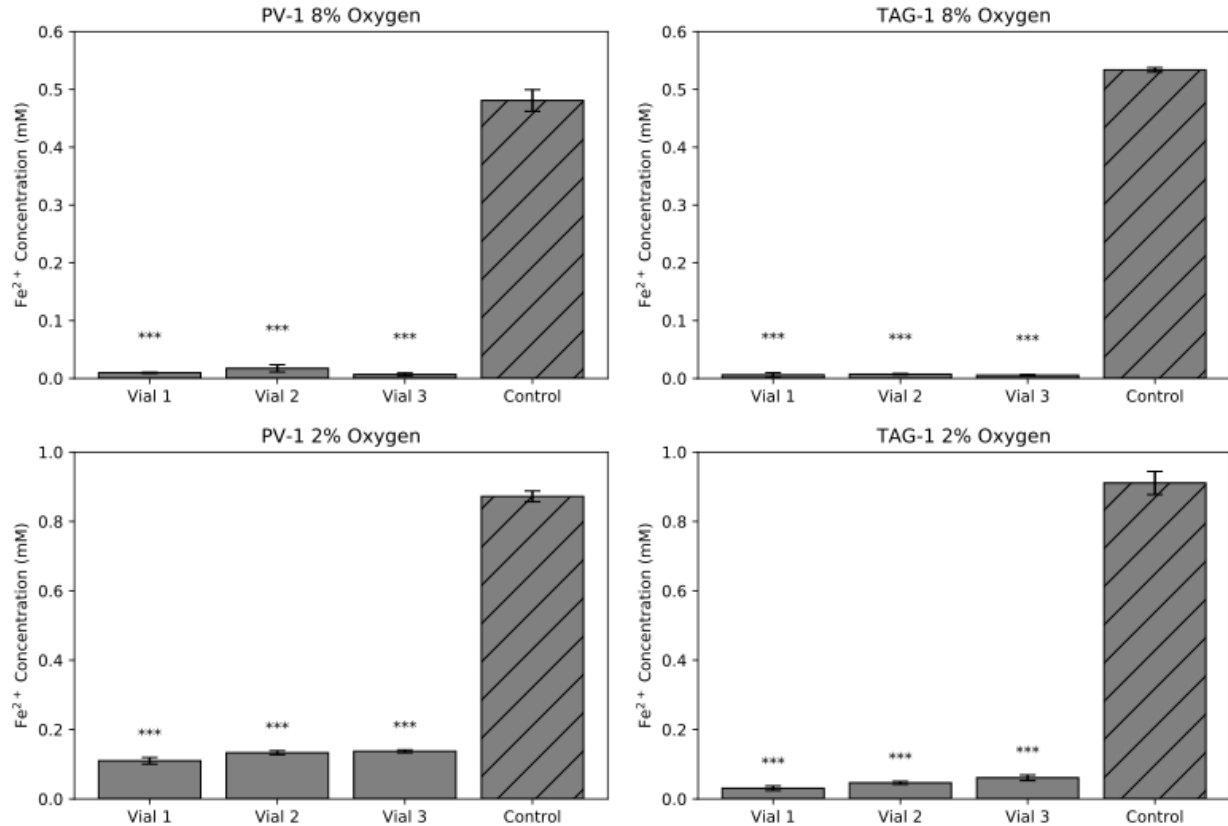 PV-1 8% Oxygen
Fe²⁺ Concentration (mM)
0.6
0.5
0.4
0.3
0.2
0.1
0.0
*** *** ***
Vial 1 Vial 2 Vial 3 Control
TAG-1 8% Oxygen
Fe²⁺ Concentration (mM)
0.6
0.5
0.4
0.3
0.2
0.1
0.0
*** *** ***
Vial 1 Vial 2 Vial 3 Control
PV-1 2% Oxygen
Fe²⁺ Concentration (mM)
1.0
0.8
0.6
0.4
0.2
0.0
*** *** ***
Vial 1 Vial 2 Vial 3 Control
TAG-1 2% Oxygen
Fe²⁺ Concentration (mM)
1.0
0.8
0.6
0.4
0.2
0.0
*** *** ***
Vial 1 Vial 2 Vial 3 Control